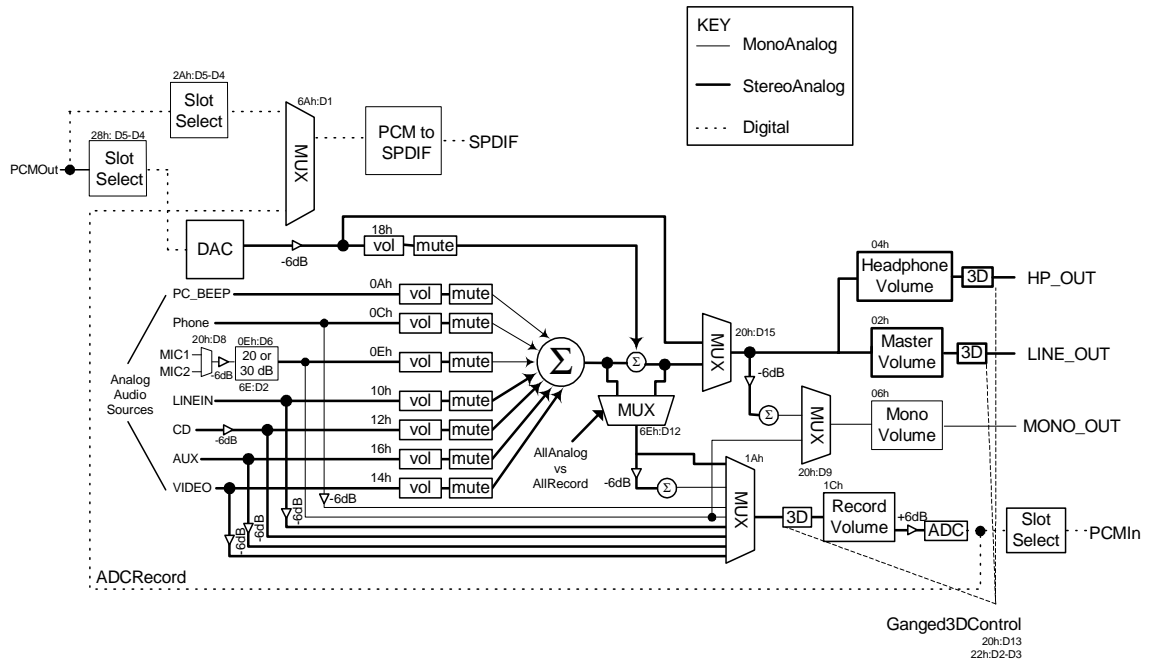 KEY
MonoAnalog
StereoAnalog
Digital
2Ah:D5-D4
Slot
Select
28h: D5-D4
Slot
Select
PCMOut
6Ah:D1
MUX
PCM to
SPDIF
SPDIF
DAC
-6dB
18h
vol
mute
PC_BEEP
0Ah
vol
mute
Phone
0Ch
vol
mute
20h:D8
0Eh:D6
MIC1
MIC2
-6dB
20 or
30 dB
6E:D2
0Eh
vol
mute
Analog
Audio
Sources
LINEIN
10h
vol
mute
CD
-6dB
12h
vol
mute
AUX
16h
vol
mute
VIDEO
14h
vol
mute
Σ
Σ
MUX
6Eh:D12
AllAnalog
vs
AllRecord
-6dB
Σ
-6dB
-6dB
-6dB
-6dB
MUX
20h:D15
-6dB
Σ
MUX
20h:D9
04h
Headphone
Volume
3D
HP_OUT
02h
Master
Volume
3D
LINE_OUT
06h
Mono
Volume
MONO_OUT
1Ah
MUX
3D
1Ch
Record
Volume
+6dB
ADC
Slot
Select
PCMIn
ADCRecord
Ganged3DControl
20h:D13
22h:D2-D3